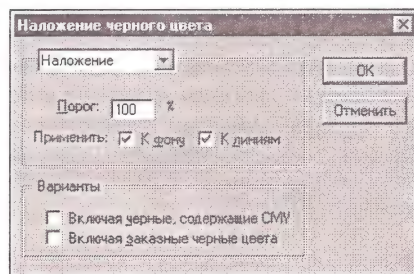 Наложение черного цвета
Наложение
OK
Порог: 100 %
Отменить
Применить: К фону К линиям
Варианты
Включая черные, содержащие CMY
Включая заказные черные цвета